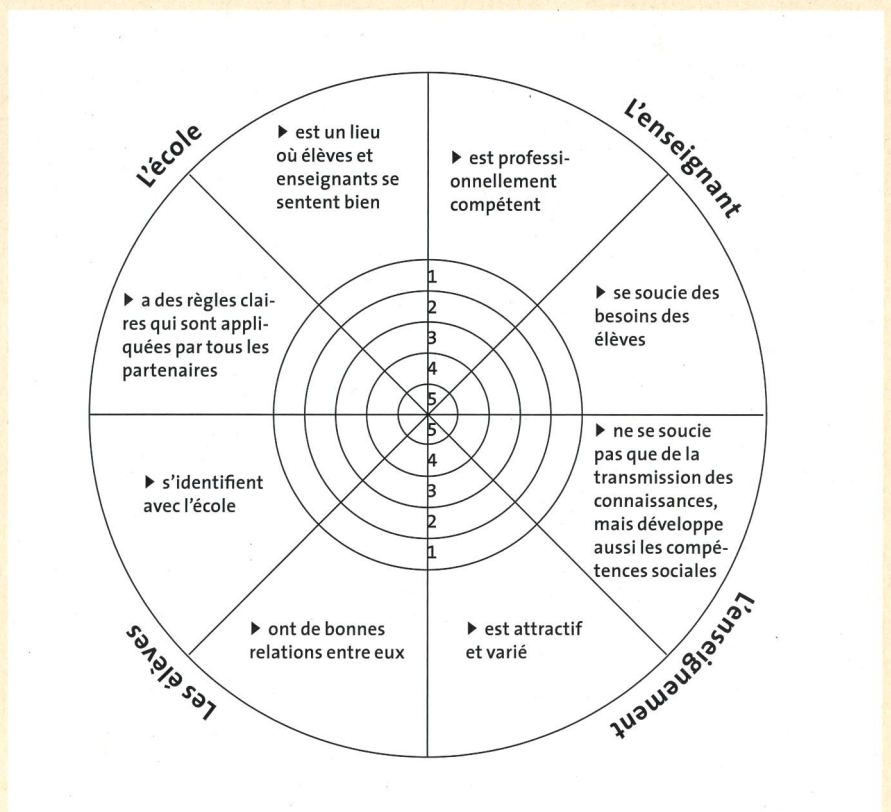 L'école
▶ est un lieu
où élèves et
enseignants se
sentent bien
▶ a des règles clai-
res qui sont appli-
quées par tous les
partenaires
L'enseignant
▶ est professi-
onnellement
compétent
▶ se soucie des
besoins des
élèves
1
2
3
4
5
5
4
3
2
1
Les élèves
▶ s'identifient
avec l'école
▶ ont de bonnes
relations entre eux
L'enseignement
▶ ne se soucie
pas que de la
transmission des
connaissances,
mais développe
aussi les compé-
tences sociales
▶ est attractif
et varié